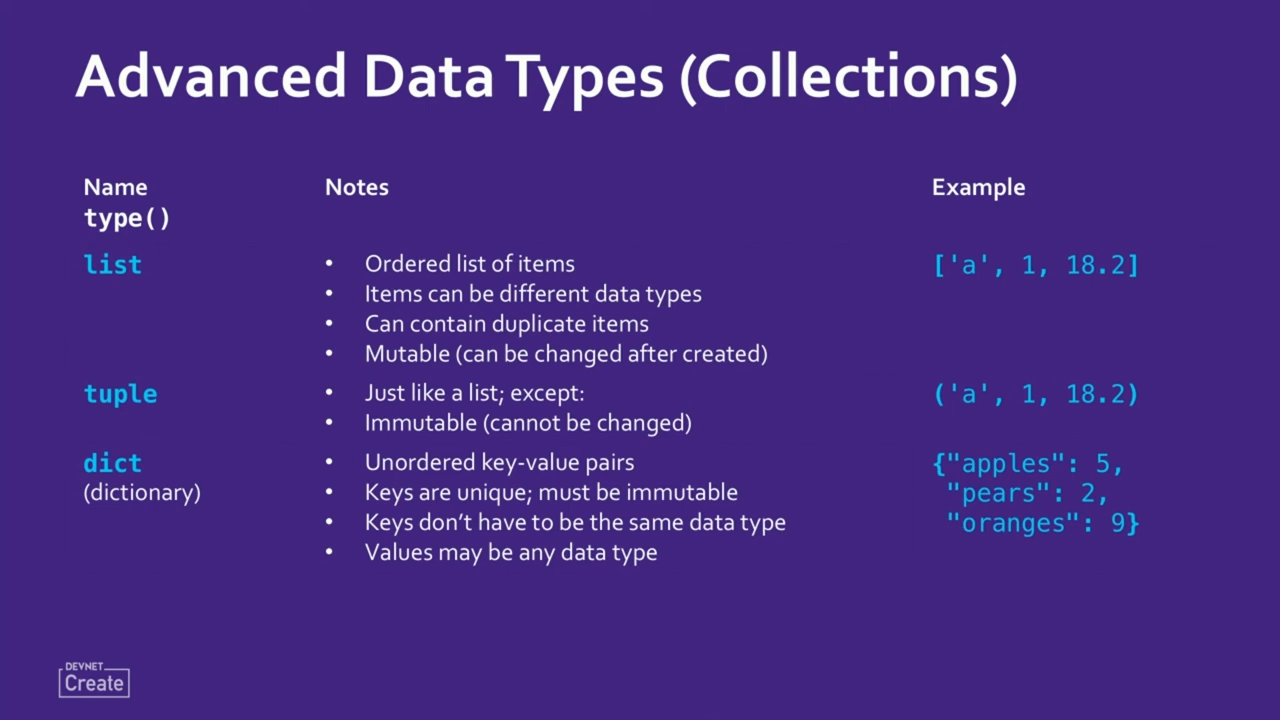 Advanced Data Types (Collections)
Name
type()
Notes
Example
list
• Ordered list of items
• Items can be different data types
• Can contain duplicate items
• Mutable (can be changed after created)
['a', 1, 18.2]
tuple
• Just like a list; except:
• Immutable (cannot be changed)
('a', 1, 18.2)
dict
(dictionary)
• Unordered key-value pairs
• Keys are unique; must be immutable
• Keys don’t have to be the same data type
• Values may be any data type
{"apples": 5,
"pears": 2,
"oranges": 9}
DEVNET
Create